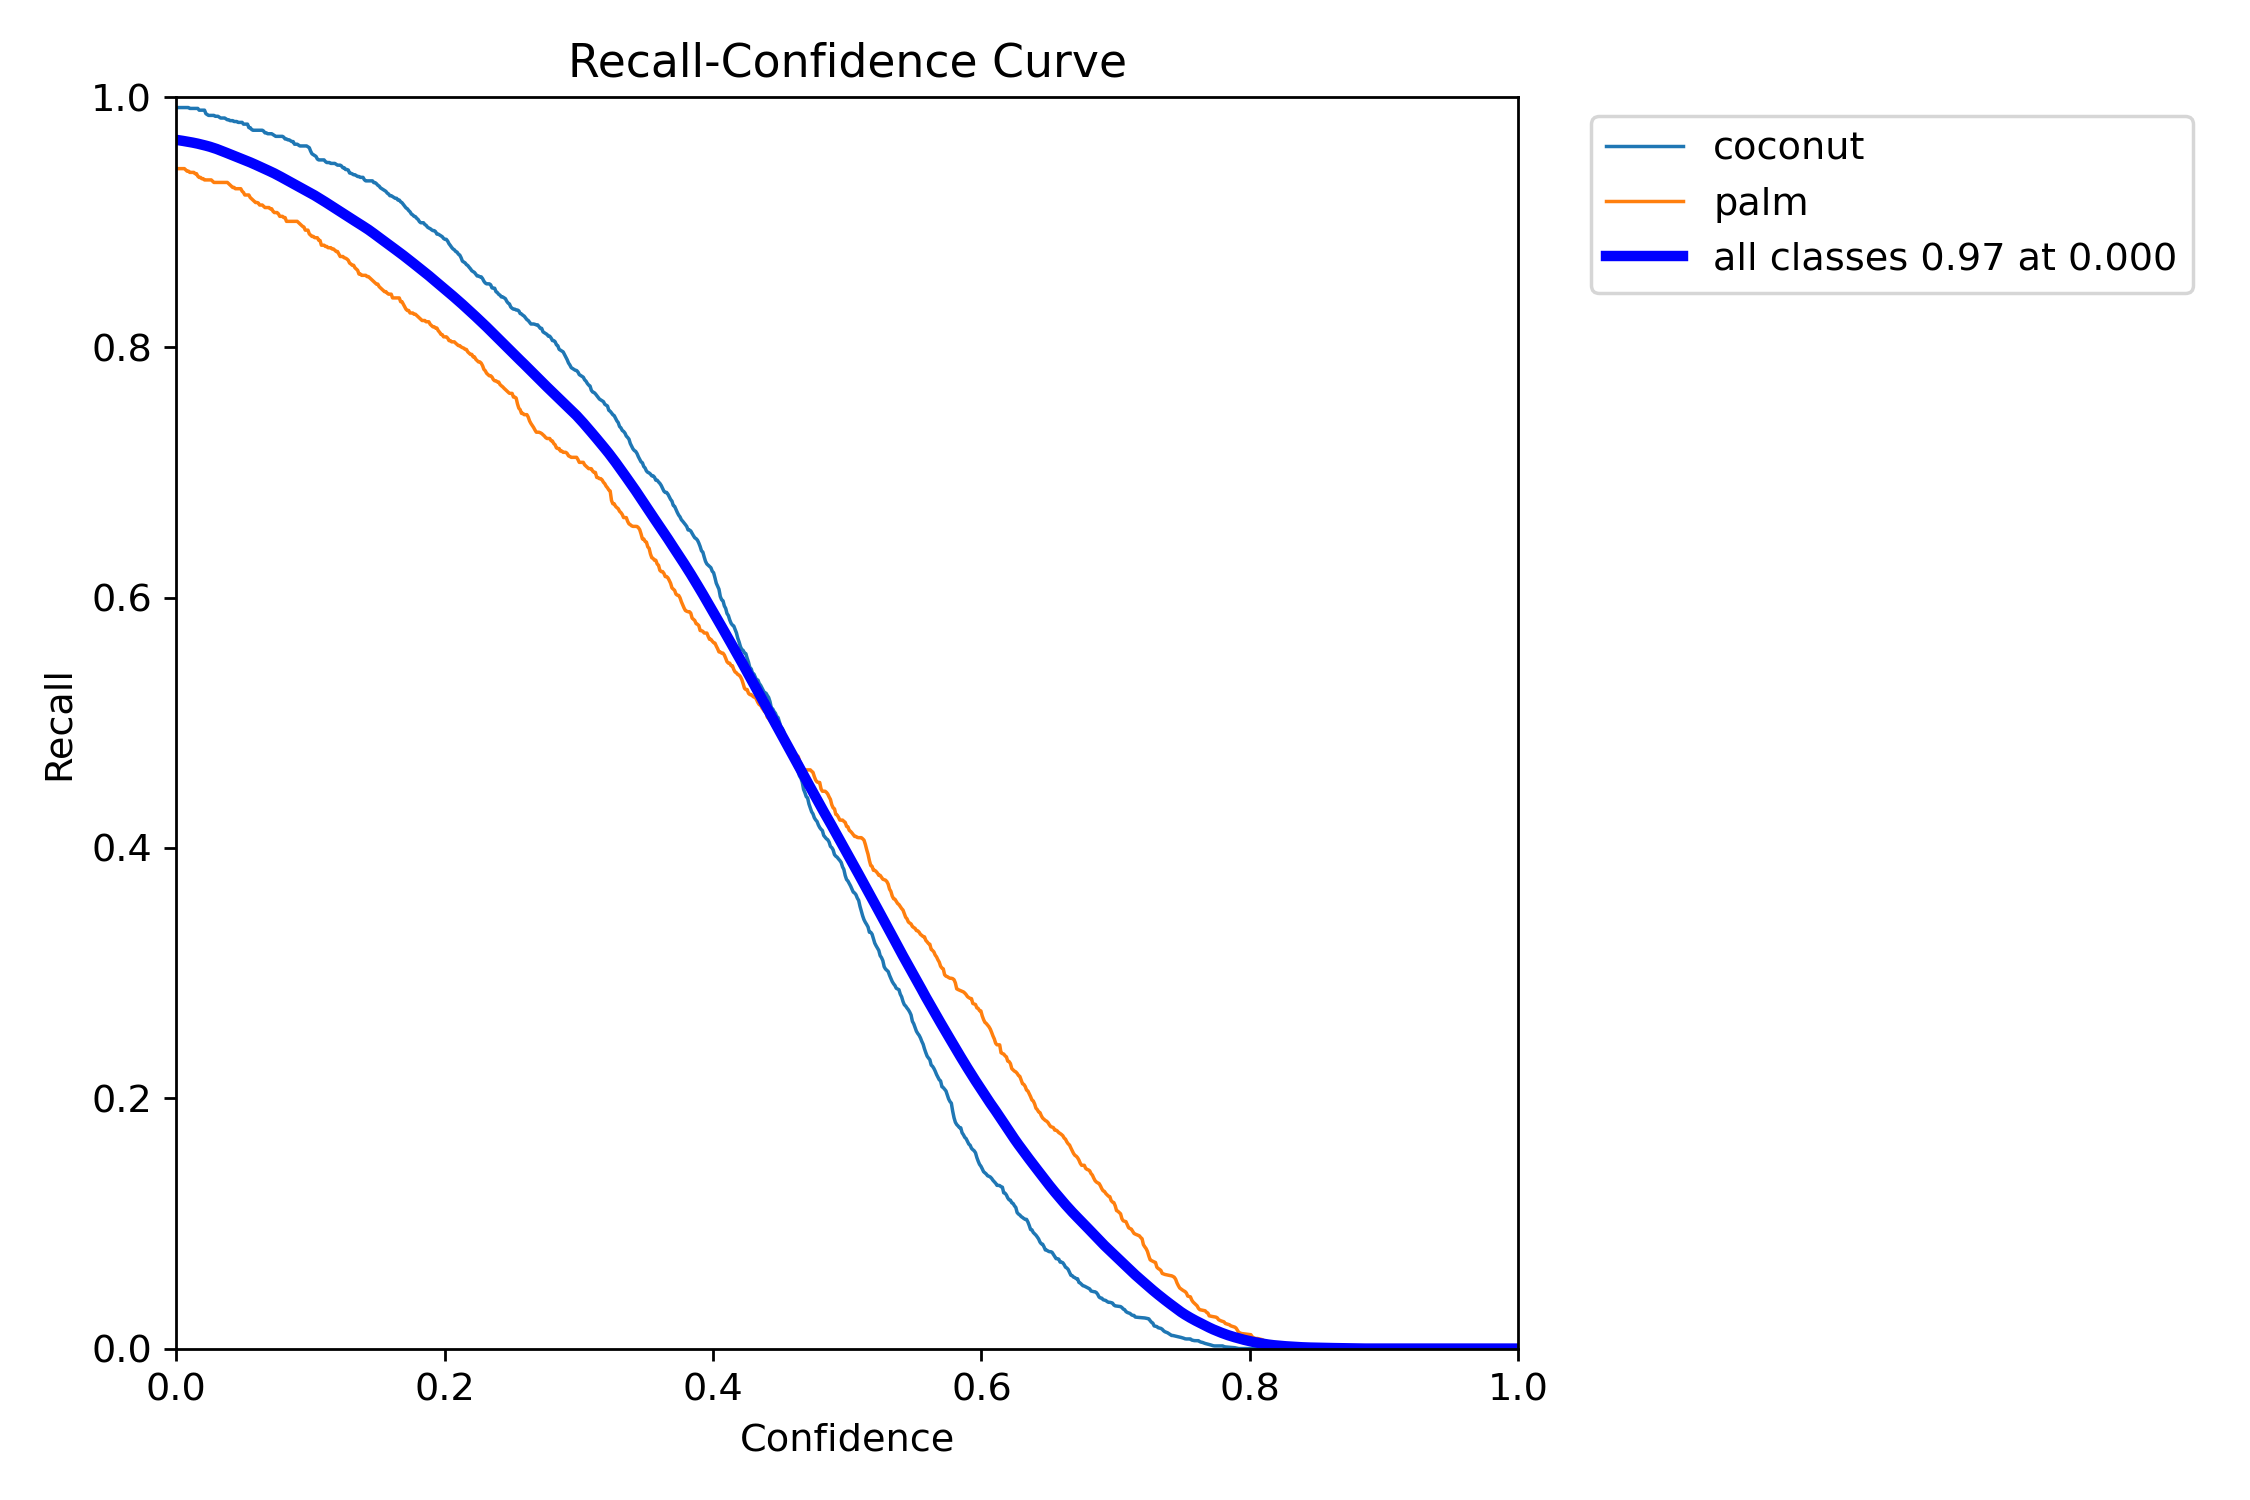 Recall-Confidence Curve
1.0
0.8
0.6
0.4
0.2
0.0
Recall
0.0 0.2 0.4 0.6 0.8 1.0
Confidence
coconut
palm
all classes 0.97 at 0.000